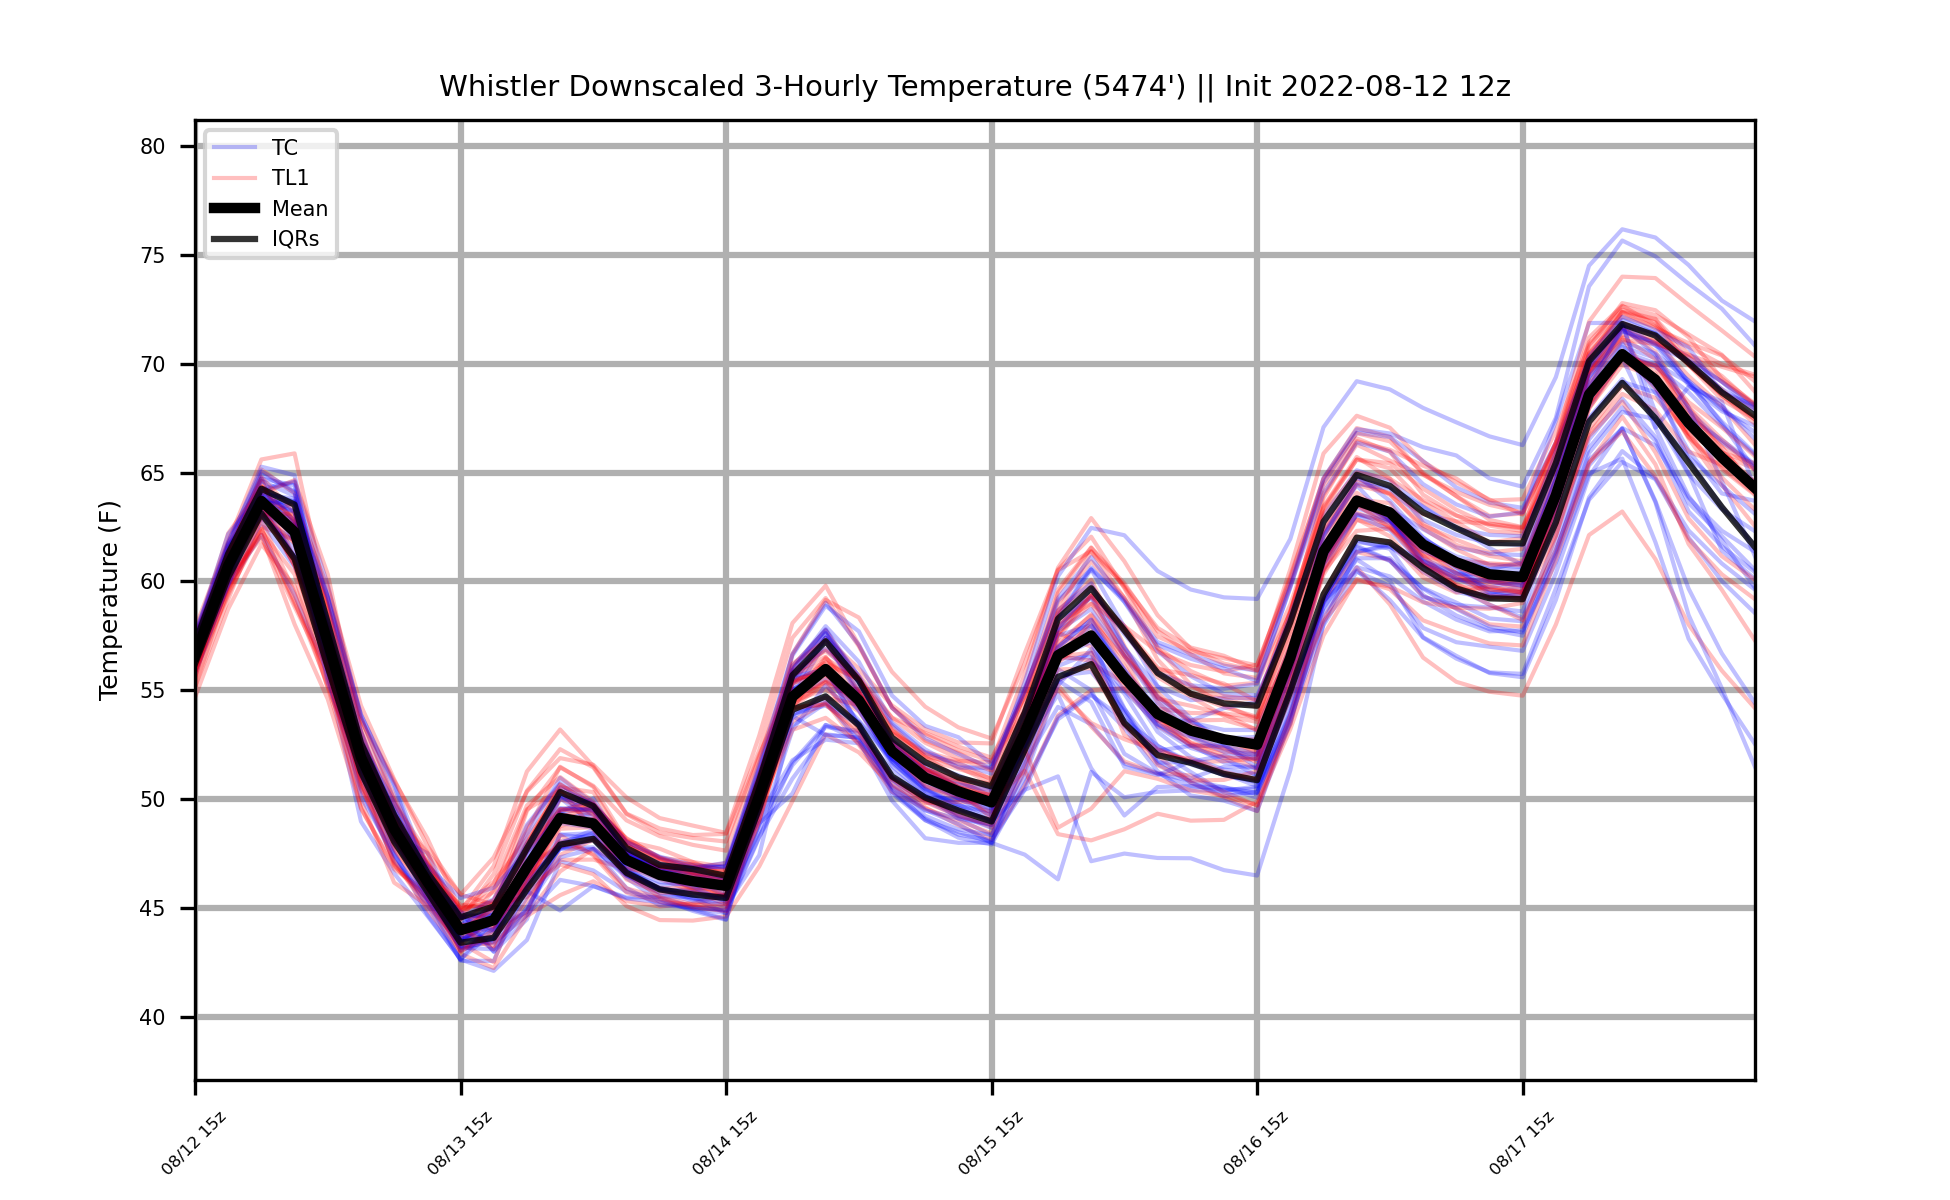 Whistler Downscaled 3-Hourly Temperature (5474') || Init 2022-08-12 12z
TC
TL1
Mean
IQRs
Temperature (F)
80
75
70
65
60
55
50
45
40
08/12 15z
08/13 15z
08/14 15z
08/15 15z
08/16 15z
08/17 15z